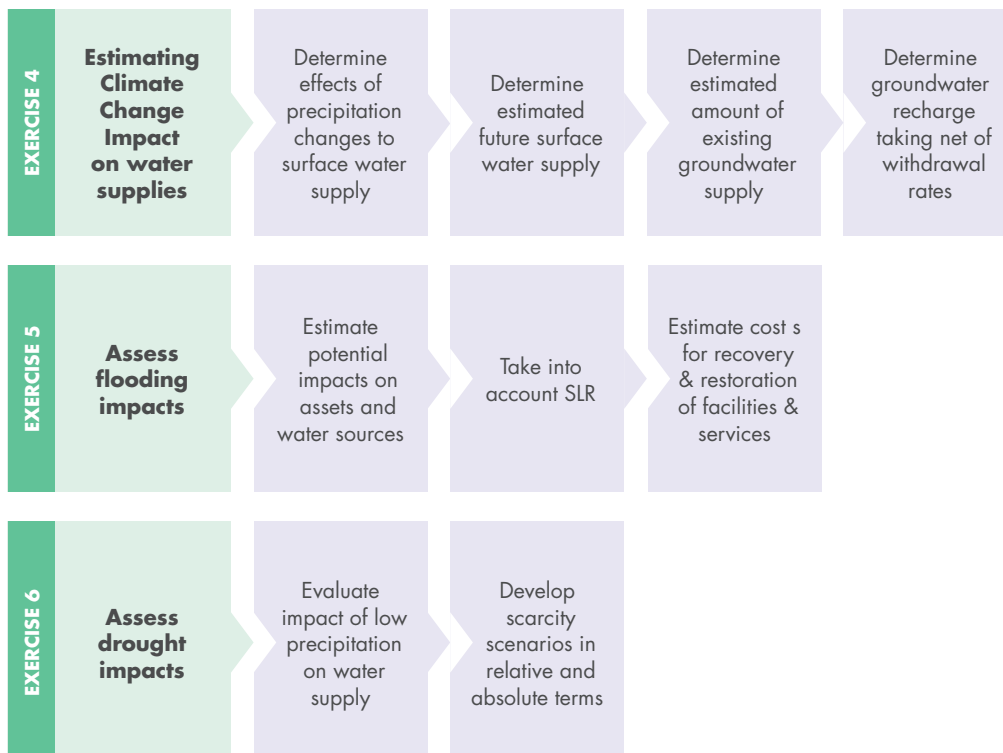 EXERCISE 4
Estimating
Climate
Change
Impact
on water
supplies
Determine
effects of
precipitation
changes to
surface water
supply
Determine
estimated
future surface
water supply
Determine
estimated
amount of
existing
groundwater
supply
Determine
groundwater
recharge
taking net of
withdrawal
rates
EXERCISE 5
Assess
flooding
impacts
Estimate
potential
impacts on
assets and
water sources
Take into
account SLR
Estimate cost s
for recovery
& restoration
of facilities &
services
EXERCISE 6
Assess
drought
impacts
Evaluate
impact of low
precipitation
on water
supply
Develop
scarcity
scenarios in
relative and
absolute terms